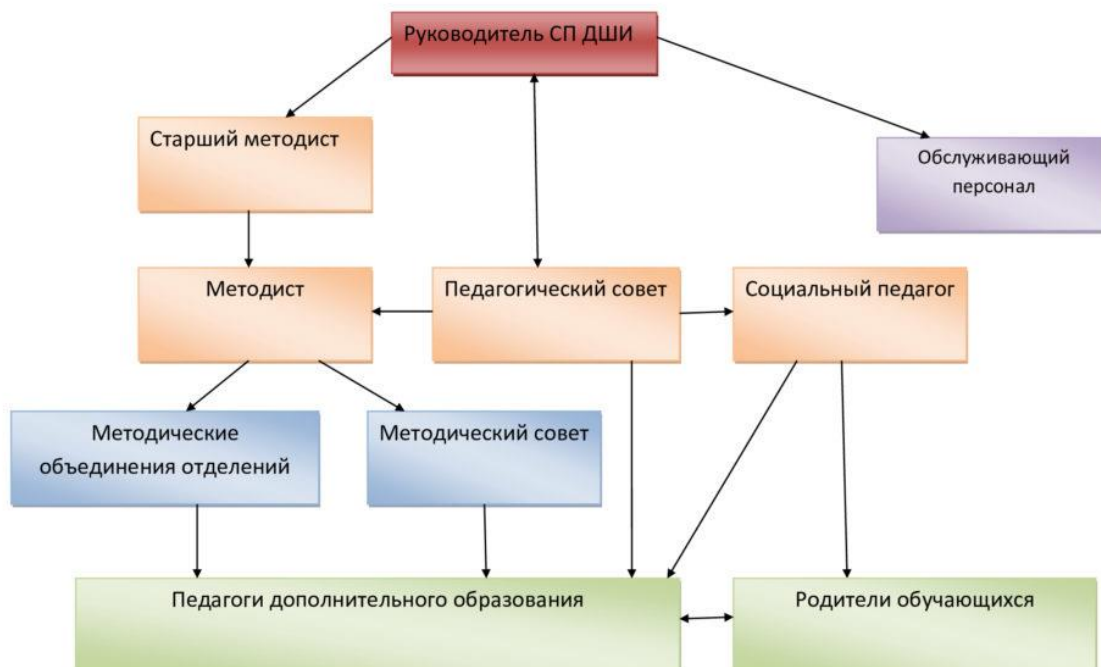 Руководитель СП ДШИ
Старший методист
Обслуживающий
персонал
Методист
Педагогический совет
Социальный педагог
Методические
объединения отделений
Методический совет
Педагоги дополнительного образования
Родители обучающихся